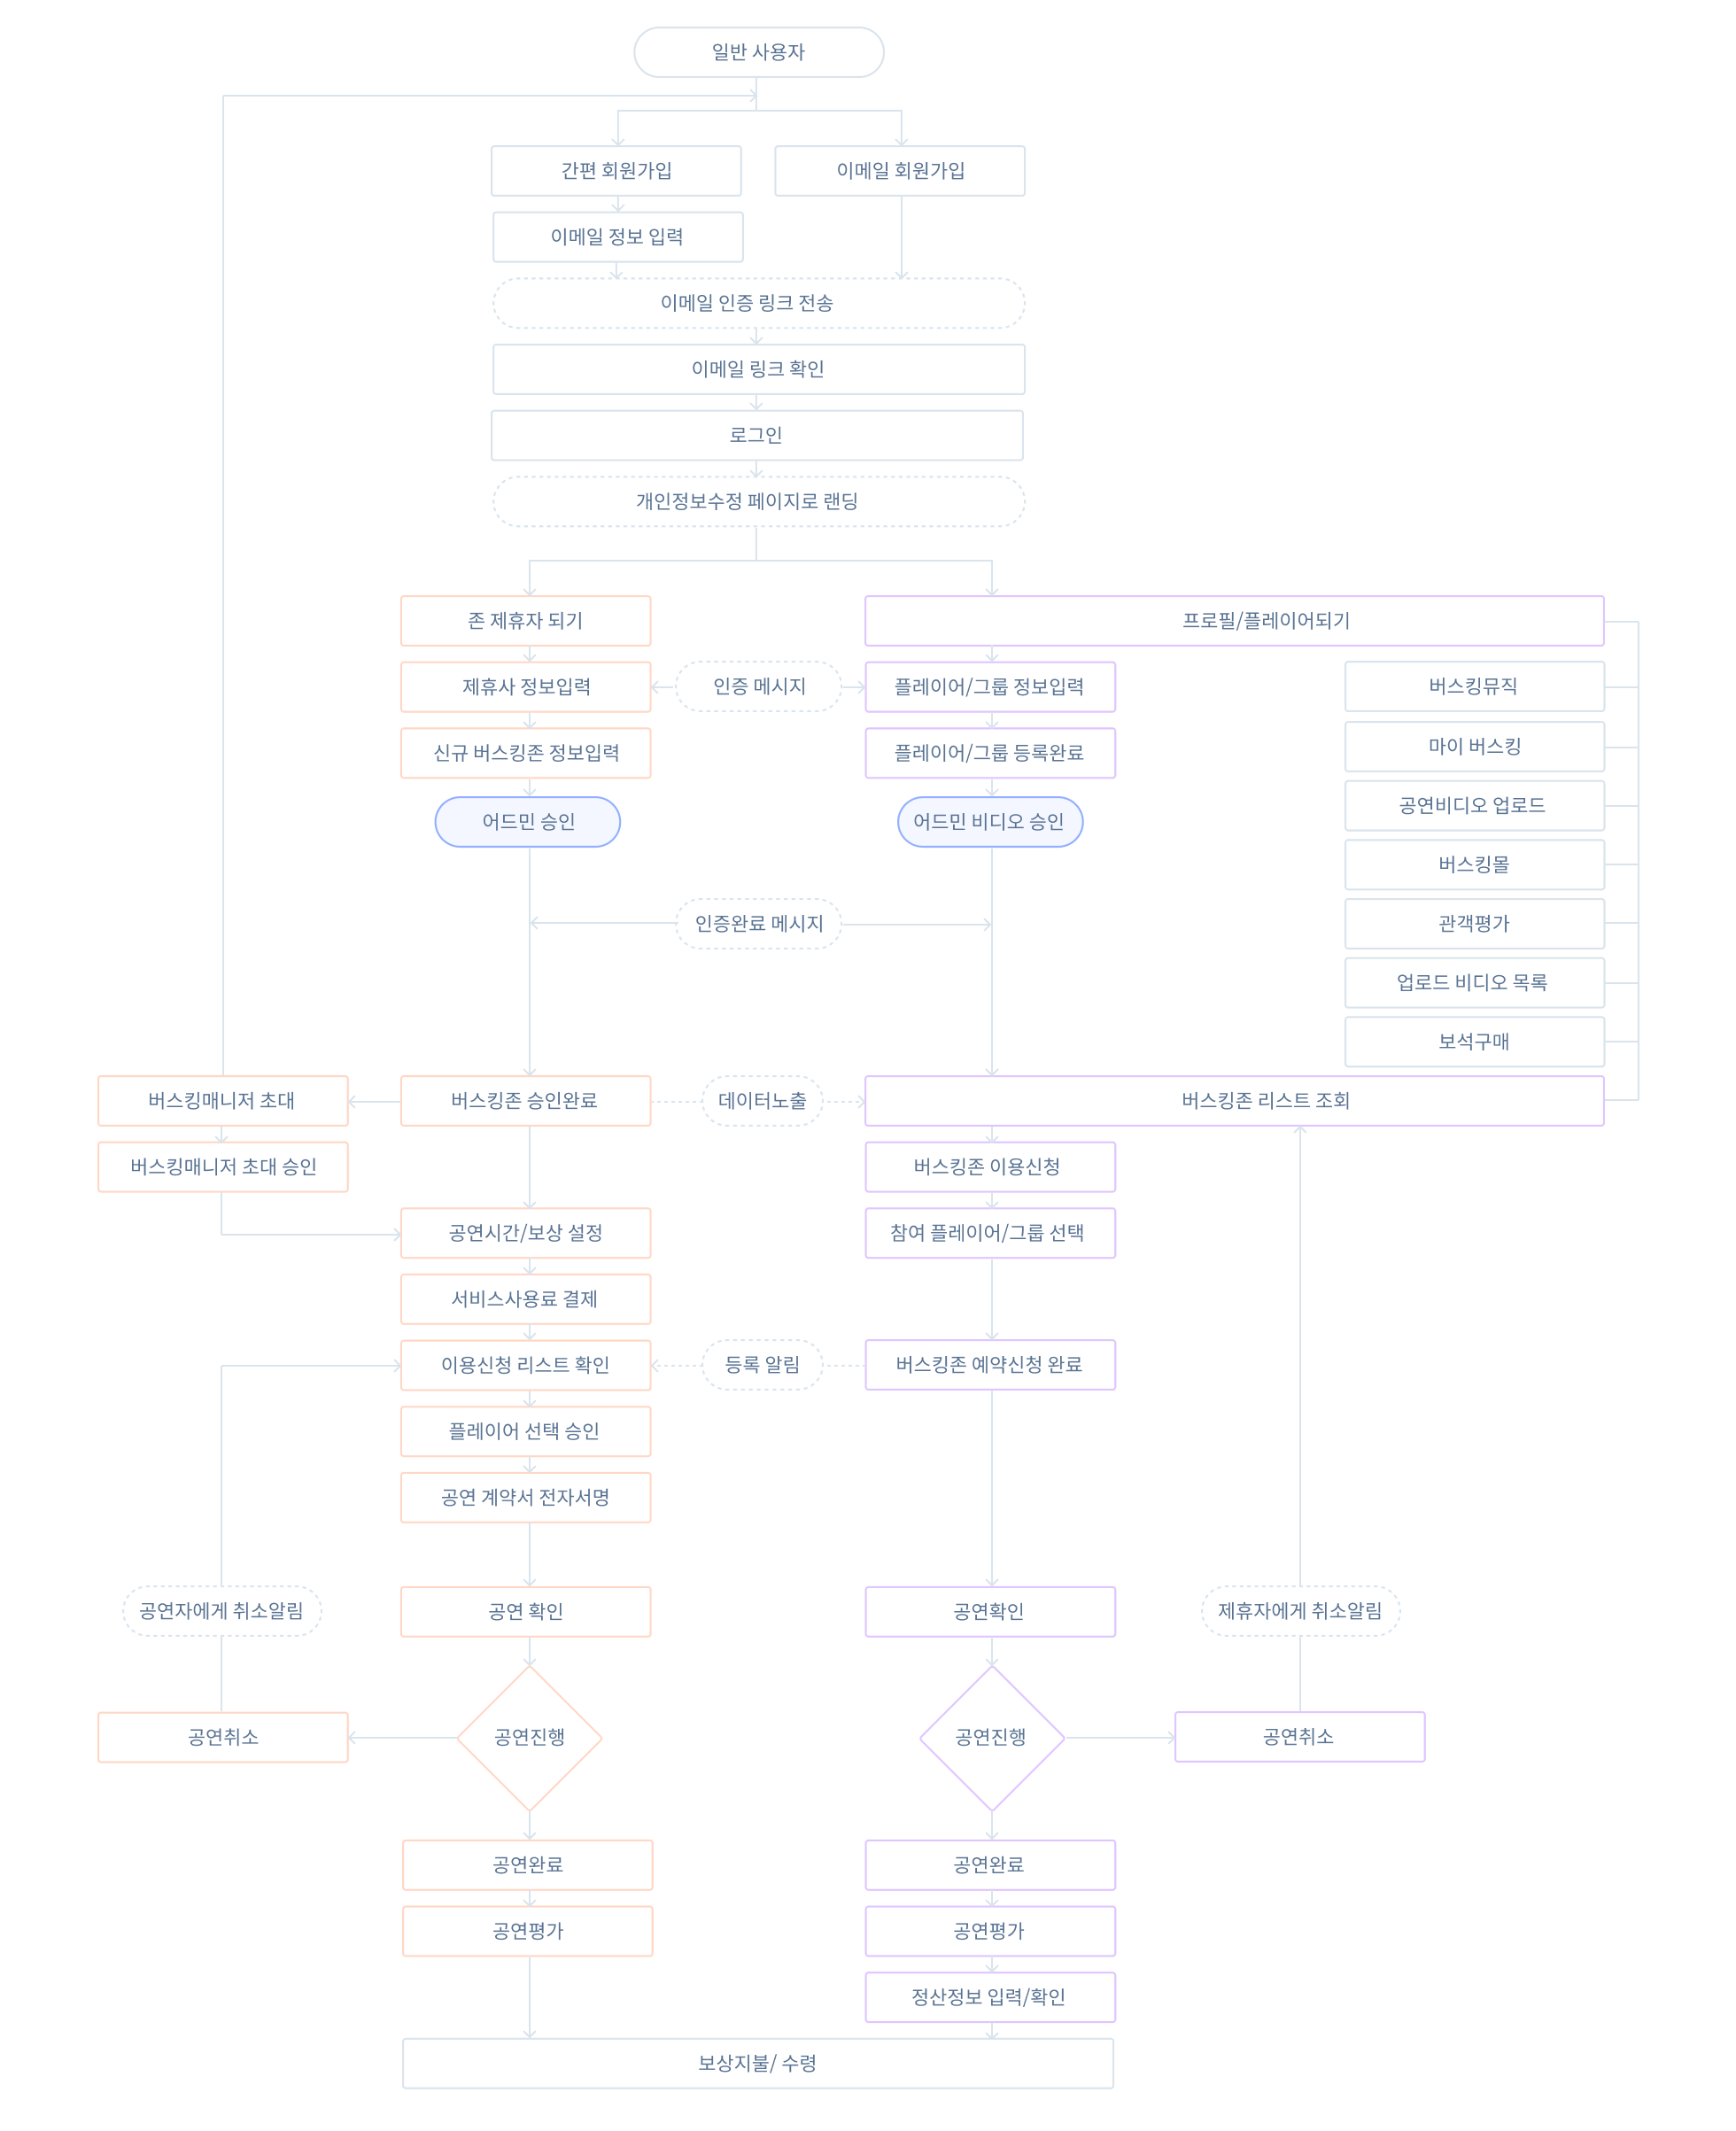 일반 사용자
간편 회원가입
이메일 회원가입
이메일 정보 입력
이메일 인증 링크 전송
이메일 링크 확인
로그인
개인정보수정 페이지로 랜딩
존 제휴자 되기
프로필/플레이어되기
제휴사 정보입력
인증 메시지
플레이어/그룹 정보입력
버스킹뮤직
신규 버스킹존 정보입력
플레이어/그룹 등록완료
마이 버스킹
어드민 승인
어드민 비디오 승인
공연비디오 업로드
버스킹몰
인증완료 메시지
관객평가
업로드 비디오 목록
보석구매
버스킹매니저 초대
버스킹존 승인완료
데이터노출
버스킹존 리스트 조회
버스킹매니저 초대 승인
버스킹존 이용신청
공연시간/보상 설정
참여 플레이어/그룹 선택
서비스사용료 결제
이용신청 리스트 확인
등록 알림
버스킹존 예약신청 완료
플레이어 선택 승인
공연 계약서 전자서명
공연자에게 취소알림
공연 확인
공연확인
제휴자에게 취소알림
공연취소
공연진행
공연진행
공연취소
공연완료
공연완료
공연평가
공연평가
정산정보 입력/확인
보상지불/ 수령